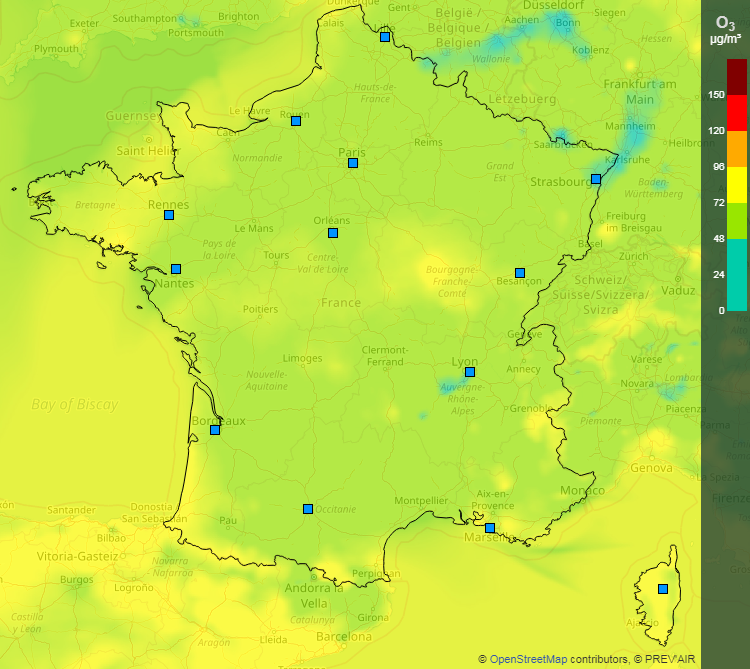 Dunkerque
Southampton
Brighton
Exeter
Portsmouth
Plymouth
Calais
Gent
België /
Belgique /
Belgien
Düsseldorf
Aachen
Siegen
Bonn
Koblenz
Hessen
Wallonie
Lille
O3
µg/m³
150
120
96
72
48
24
0
Frankfurt am
Main
Hauts-de-
France
Lëtzebuerg
Guernsey
Le Havre
Rouen
Caen
Mannheim
Heilbronn
Saint Helier
Normandie
Paris
Reims
Saarbrücken
Karlsruhe
Grand
Est
Strasbourg
Baden-
Württemberg
Bretagne
Rennes
Orléans
Le Mans
Freiburg
im Breisgau
Pays de
la Loire
Tours
Centre-
Val de Loire
Bourgogne-
Franche-
Comté
Besançon
Basel
Zürich
Nantes
Schweiz/
Suisse/Svizzera/
Svizra
Vaduz
France
Poitiers
Genève
Limoges
Clermont-
Ferrand
Lyon
Annecy
Varese
Nouvelle-
Aquitaine
Auvergne-
Rhône-
Alpes
Novara
Lombardia
Grenoble
Piacenza
Bay of Biscay
Bordeaux
Piemonte
Parma
Genova
La Spezia
Monaco
Firenze
Santander
Donostia
San Sebastián
Bilbao
Pau
Occitanie
Montpellier
Aix-en-
Provence
Marseille
Vitoria-Gasteiz
Navarra
Nafarroa
Burgos
Logroño
Perpignan
Andorra la
Vella
Girona
Castilla
y León
Catalunya
Aragón
Lleida
Barcelona
Tarragona
Ajaccio
© OpenStreetMap contributors, © PREV'AIR